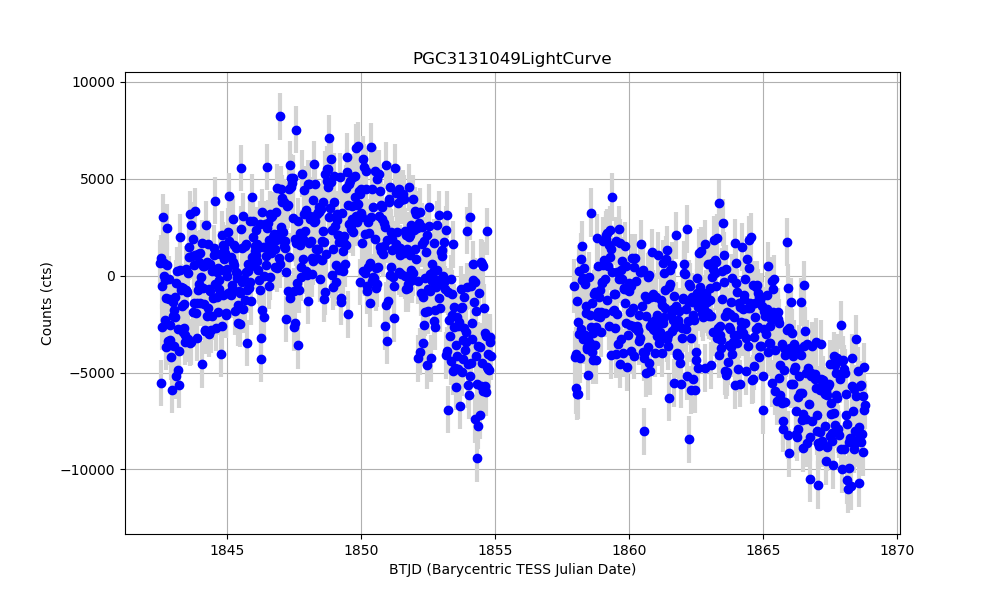 PGC3131049LightCurve
10000
5000
0
−5000
−10000
Counts (cts)
1845 1850 1855 1860 1865 1870
BTJD (Barycentric TESS Julian Date)